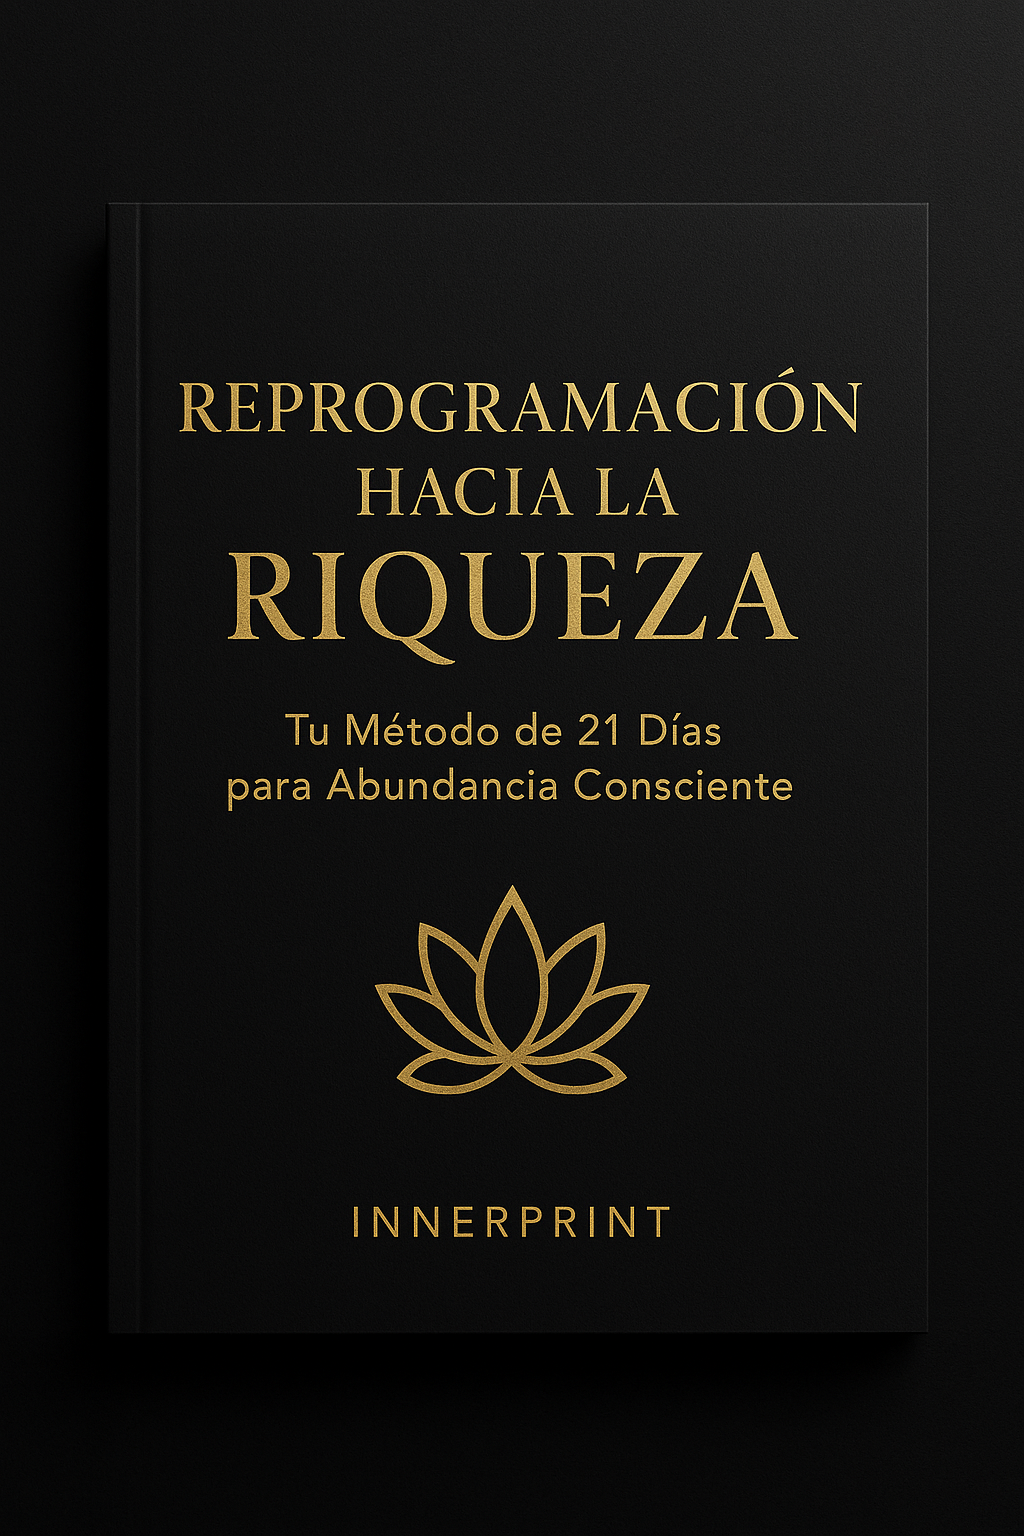 REPROGRAMACIÓN
HACIA LA
RIQUEZA
Tu Método de 21 Días
para Abundancia Consciente
INNERPRINT